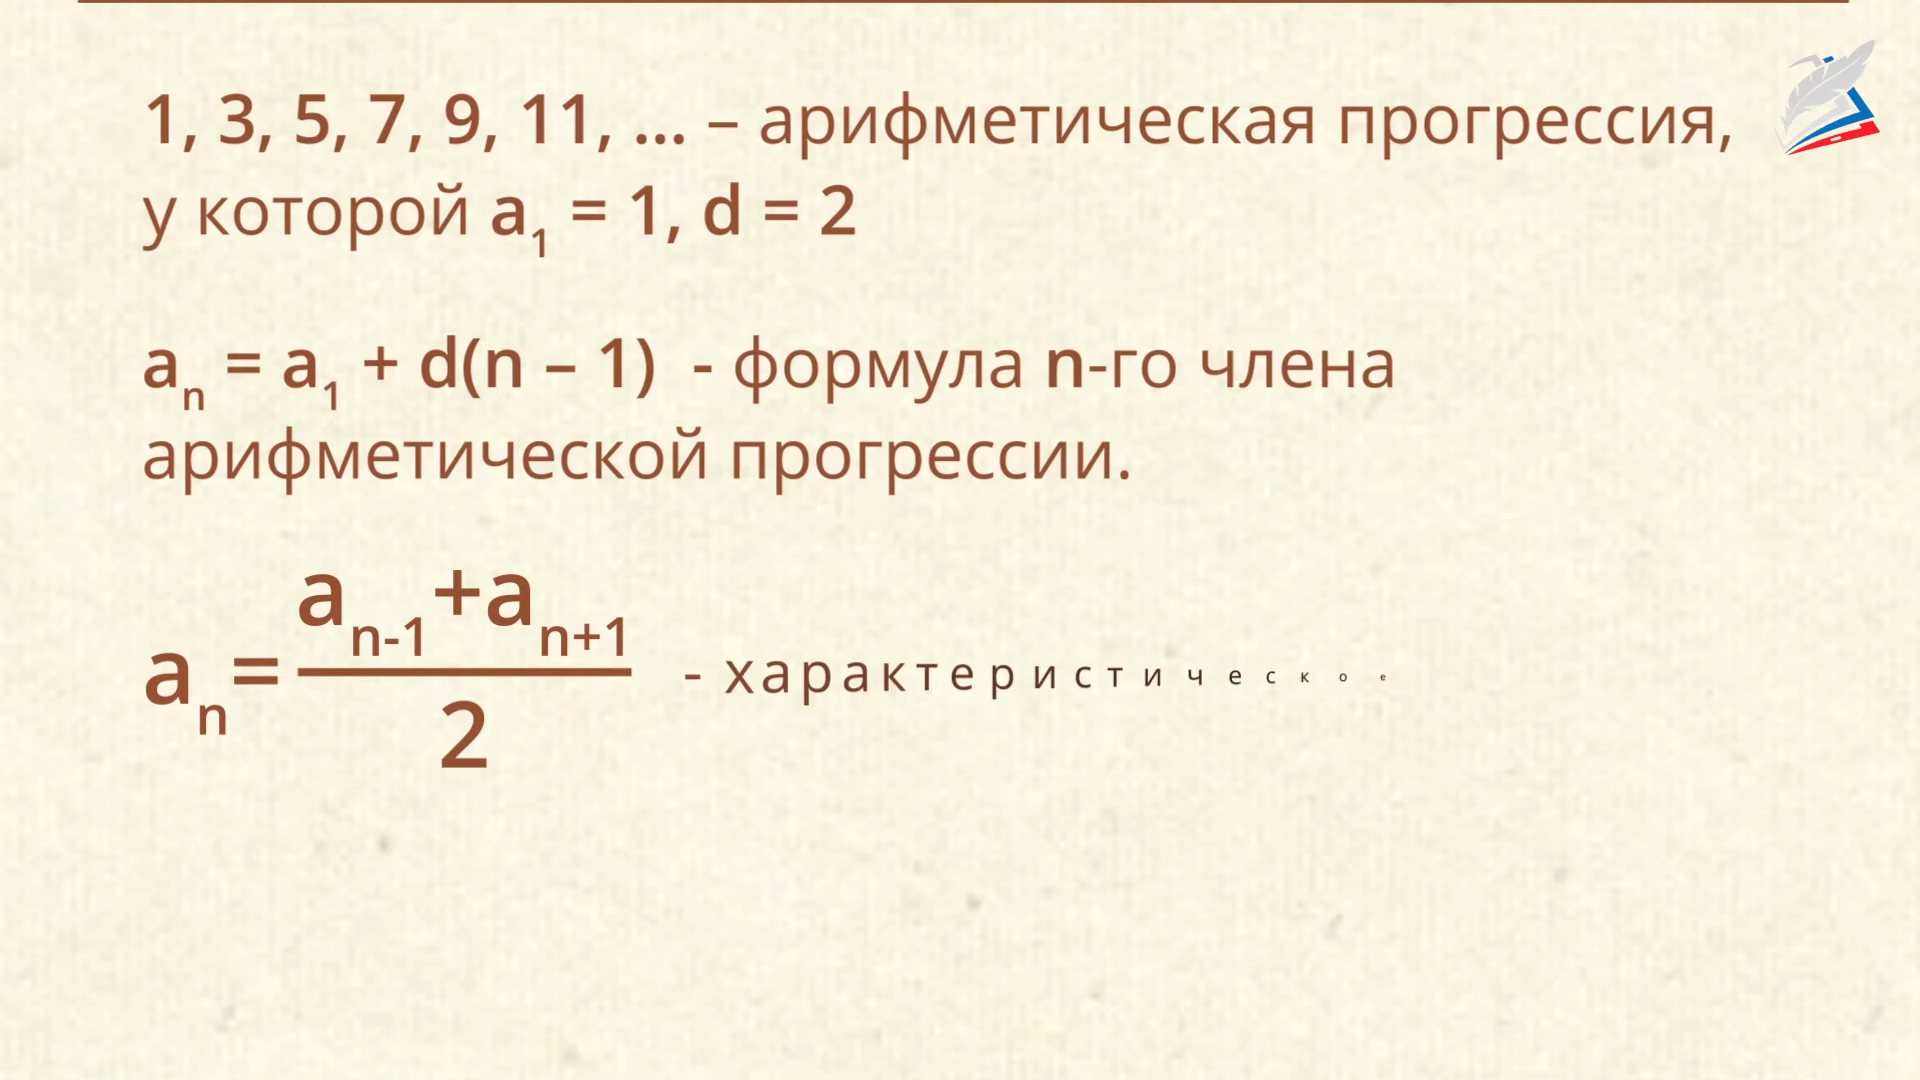 1, 3, 5, 7, 9, 11, ... – арифметическая прогрессия,
у которой a₁ = 1, d = 2
aₙ = a₁ + d(n – 1) - формула n-го члена
арифметической прогрессии.
aₙ = (aₙ₋₁+aₙ₊₁)/2 - характеристическое